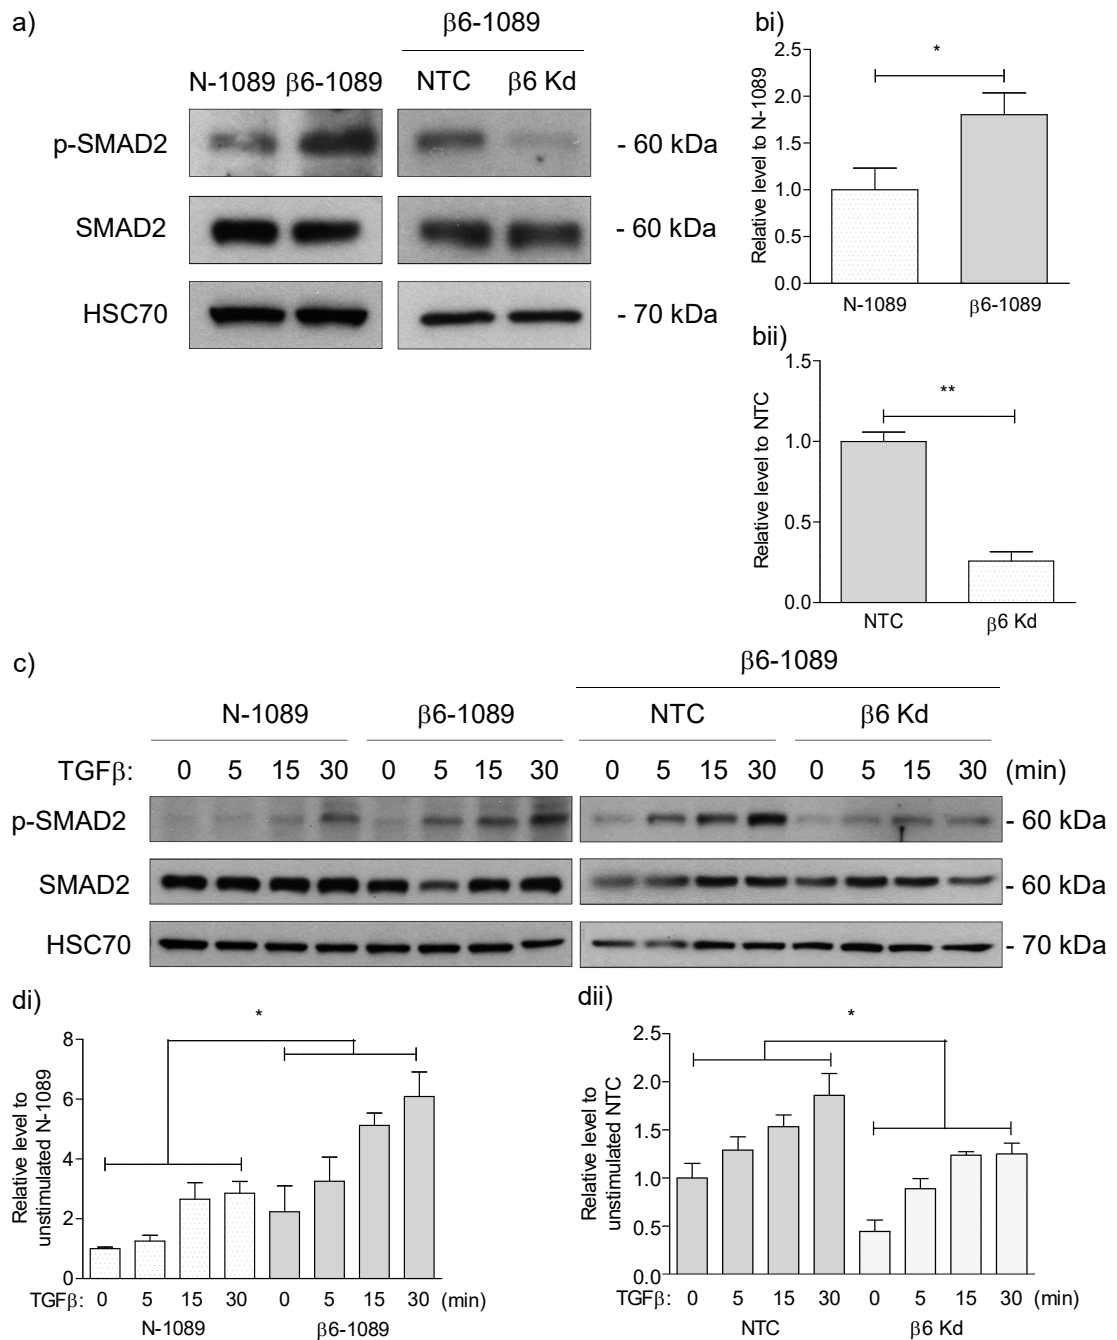 a)
β6-1089
N-1089 β6-1089 NTC β6 Kd
p-SMAD2 - 60 kDa
SMAD2 - 60 kDa
HSC70 - 70 kDa
bi)
Relative level to N-1089
2.5
2.0
1.5
1.0
0.5
0.0
*
N-1089 β6-1089
bii)
Relative level to NTC
1.5
1.0
0.5
0.0
**
NTC β6 Kd
c)
β6-1089
N-1089 β6-1089 NTC β6 Kd
TGFβ: 0 5 15 30 0 5 15 30 0 5 15 30 0 5 15 30 (min)
p-SMAD2 - 60 kDa
SMAD2 - 60 kDa
HSC70 - 70 kDa
di)
Relative level to
unstimulated N-1089
8
6
4
2
0
*
TGFβ: 0 5 15 30 0 5 15 30 (min)
N-1089 β6-1089
dii)
Relative level to
unstimulated NTC
2.5
2.0
1.5
1.0
0.5
0.0
*
TGFβ: 0 5 15 30 0 5 15 30 (min)
NTC β6 Kd